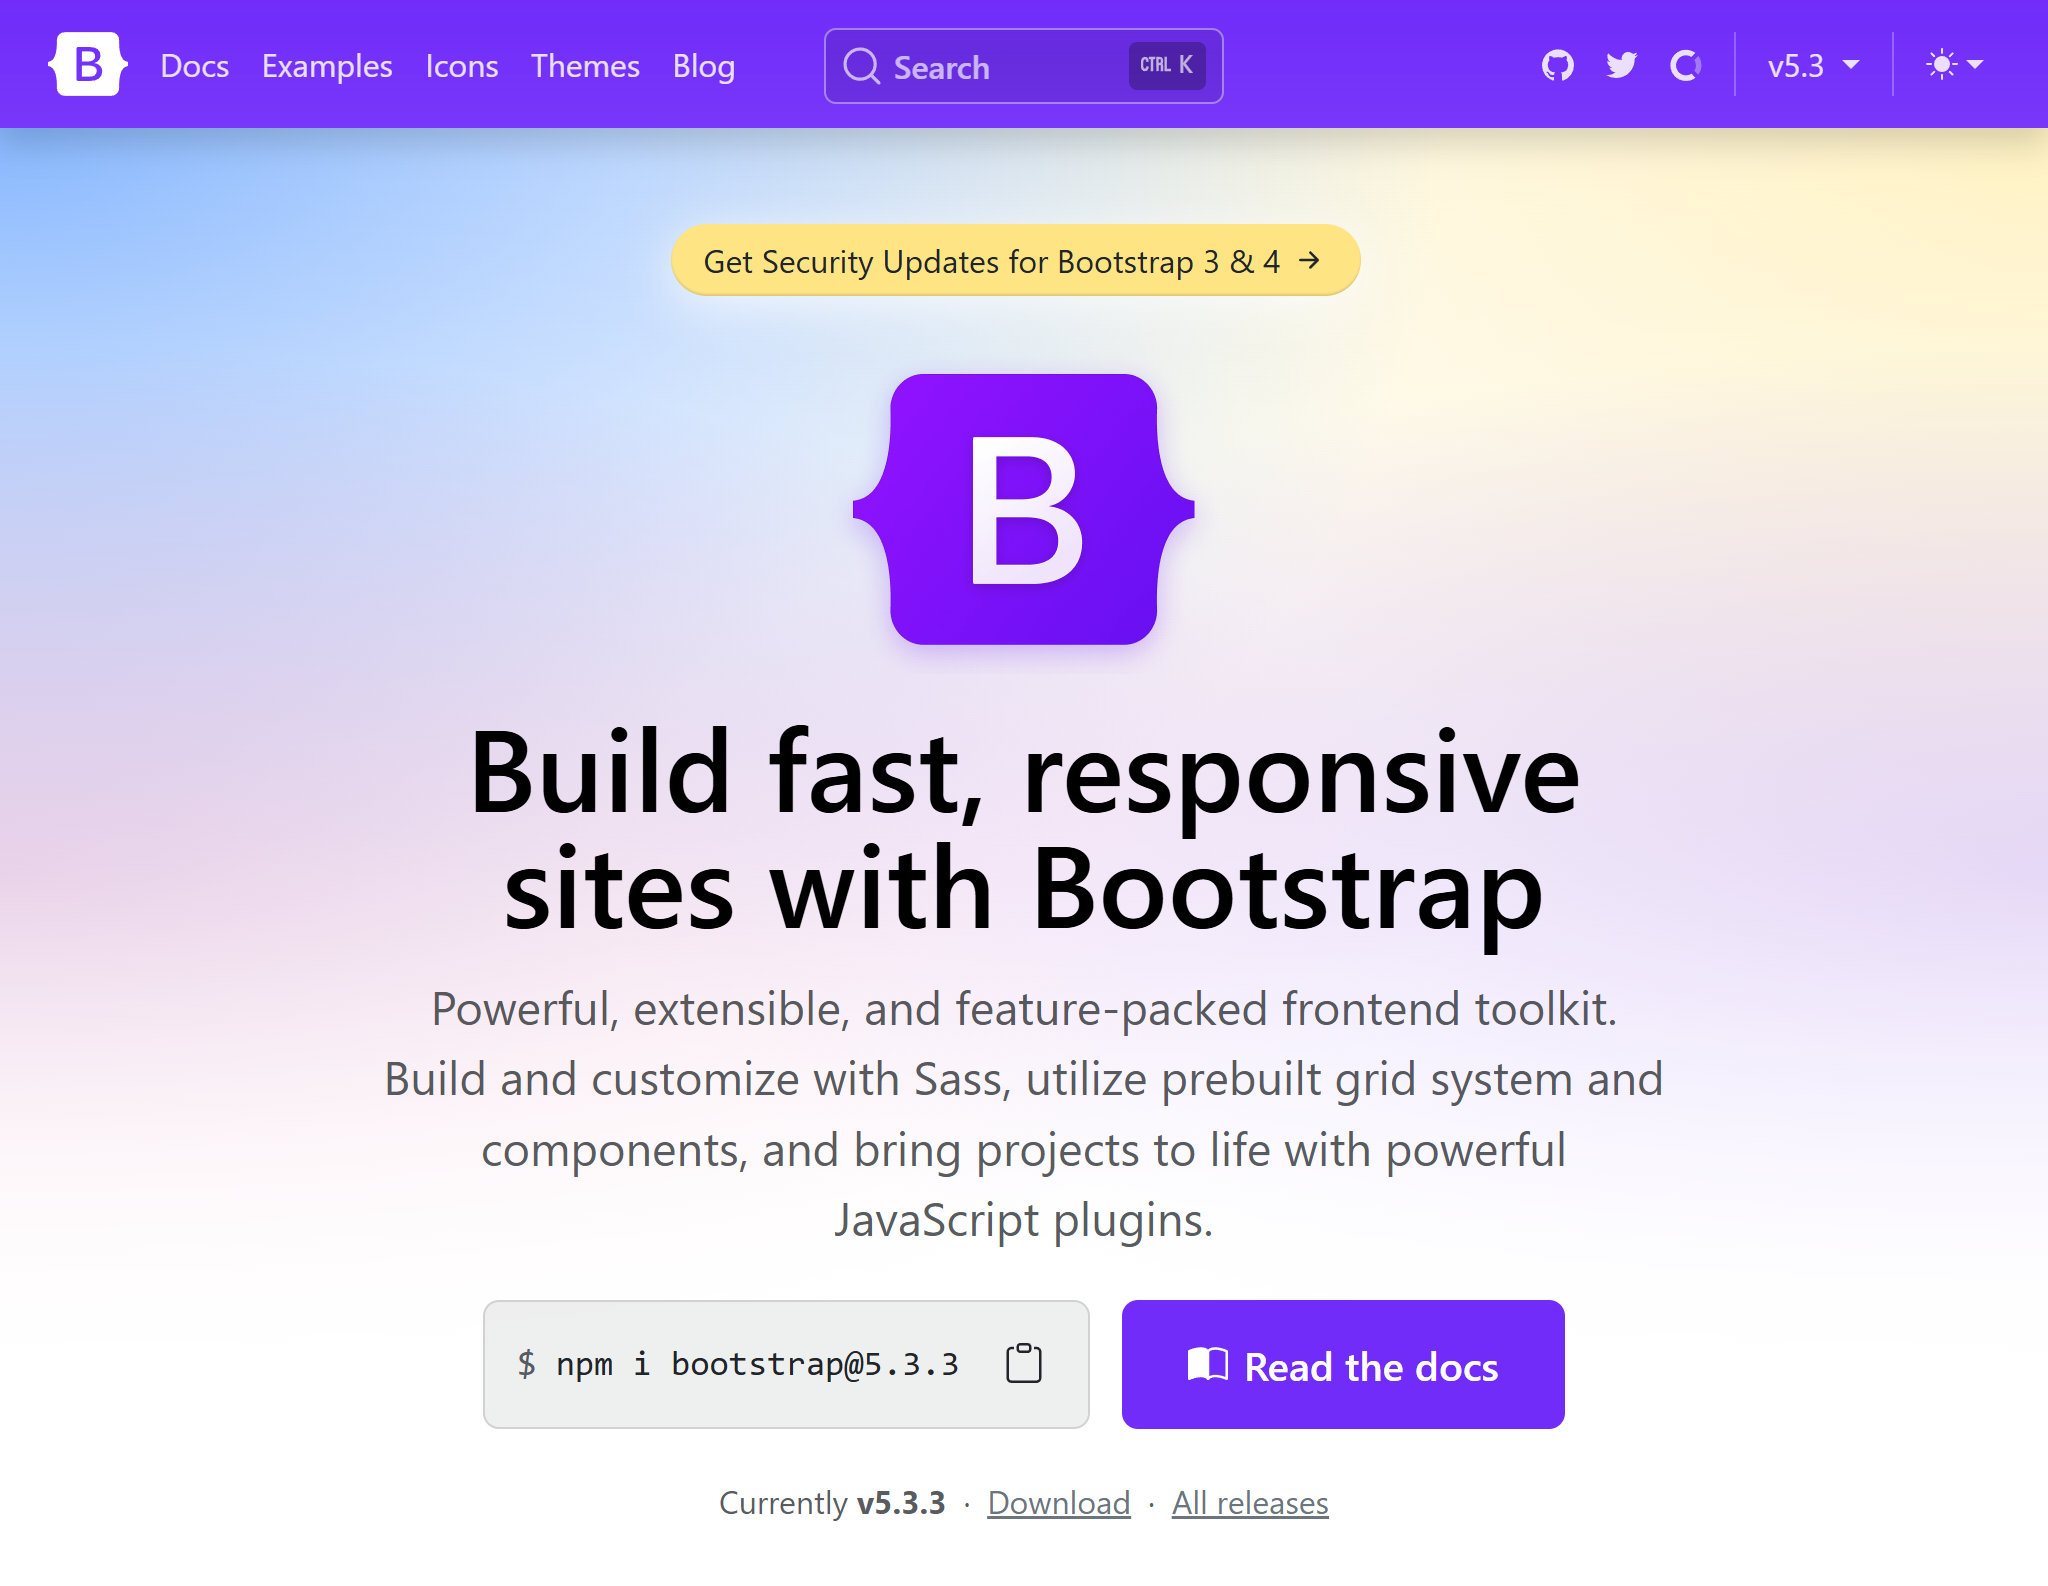 B Docs Examples Icons Themes Blog Search CTRL K v5.3
Get Security Updates for Bootstrap 3 & 4 →
B
Build fast, responsive
sites with Bootstrap
Powerful, extensible, and feature-packed frontend toolkit.
Build and customize with Sass, utilize prebuilt grid system and
components, and bring projects to life with powerful
JavaScript plugins.
$ npm i bootstrap@5.3.3 Read the docs
Currently v5.3.3 · Download · All releases